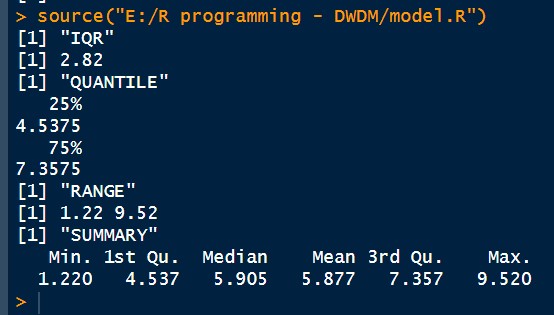 > source("E:/R programming - DWDM/model.R")
[1] "IQR"
[1] 2.82
[1] "QUANTILE"
   25%
4.5375
   75%
7.3575
[1] "RANGE"
[1] 1.22 9.52
[1] "SUMMARY"
   Min. 1st Qu.  Median    Mean 3rd Qu.    Max.
  1.220   4.537   5.905   5.877   7.357   9.520
>